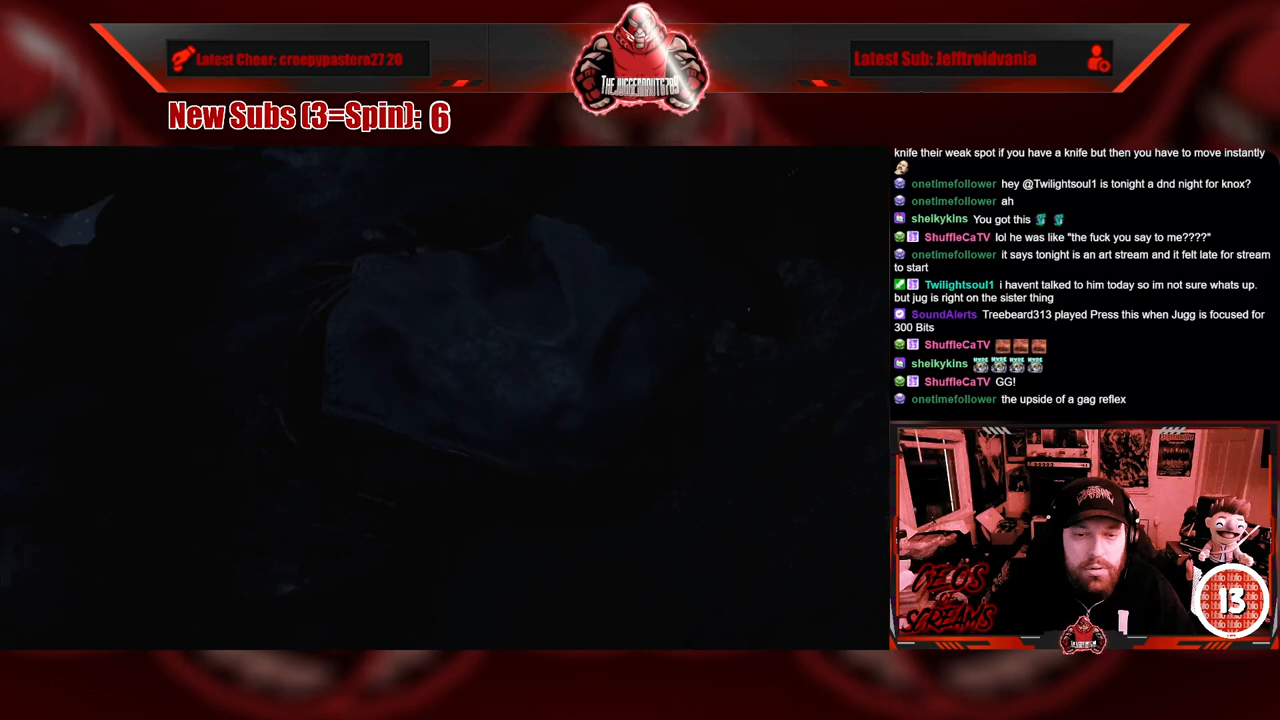 Latest Cheer: creepypastero27 20
THEJUGGERNAUT6789
Latest Sub: Jefftroidvania
New Subs (3=Spin): 6
knife their weak spot if you have a knife but then you have to move instantly
onetimefollower hey @Twilightsoul1 is tonight a dnd night for knox?
onetimefollower ah
sheikykins You got this
ShuffleCaTV lol he was like "the fuck you say to me????"
onetimefollower it says tonight is an art stream and it felt late for stream
to start
Twilightsoul1 i havent talked to him today so im not sure whats up.
but jug is right on the sister thing
SoundAlerts Treebeard313 played Press this when Jugg is focused for
300 Bits
ShuffleCaTV
sheikykins
ShuffleCaTV GG!
onetimefollower the upside of a gag reflex
CEOS
OF
SCREAMS
13